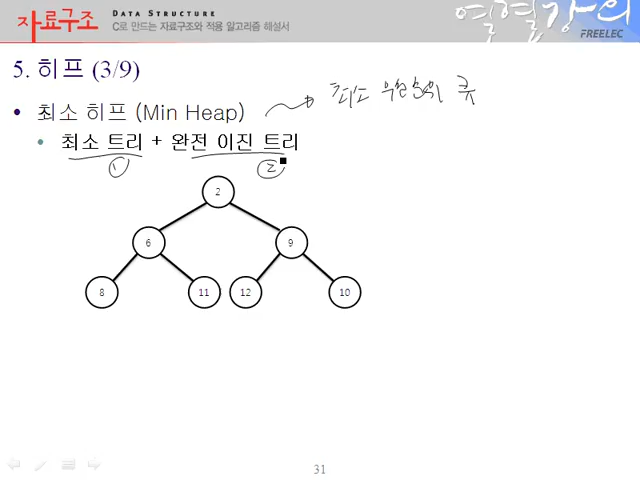 자료구조
DATA STRUCTURE
C로 만드는 자료구조와 적용 알고리즘 해설서
열혈강의
FREELEC
5. 히프 (3/9)
• 최소 히프 (Min Heap)
최소 우선순위 큐
• 최소 트리 + 완전 이진 트리
① ②
2
6 9
8 11 12 10
31